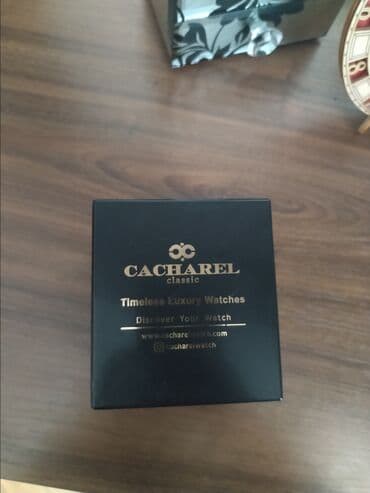 CACHAREL
classic
Timeless Luxury Watches
Discover Your Watch
cacharelwatch